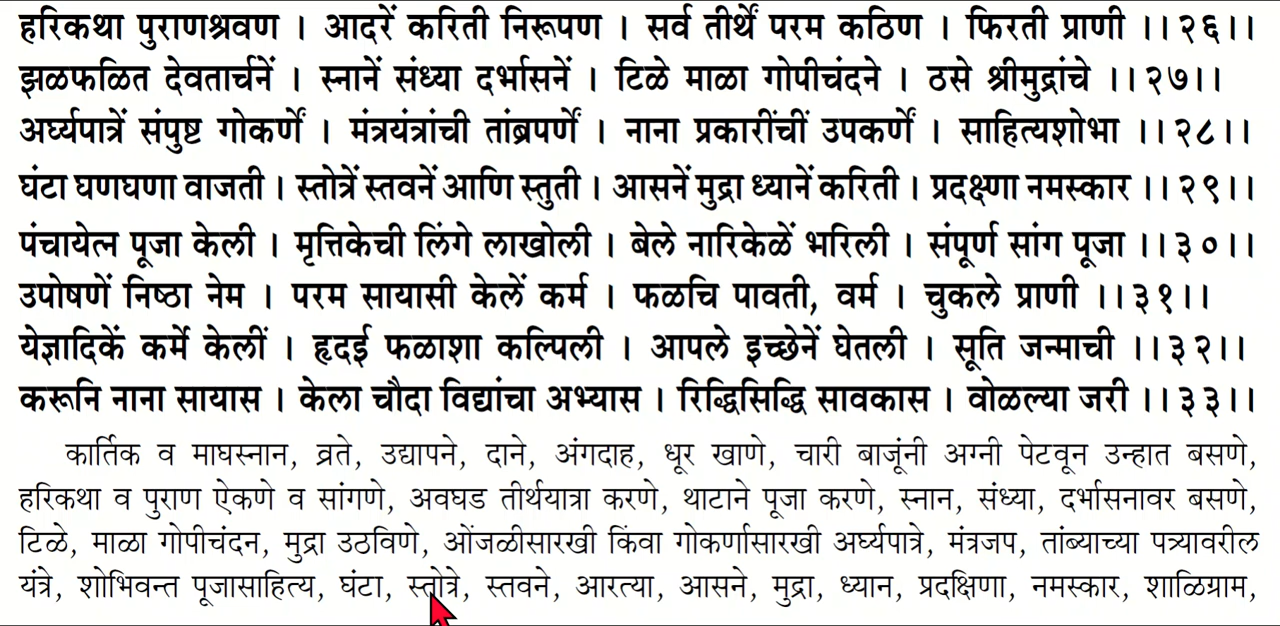 हरिकथा पुराणश्रवण । आदरें करिती निरूपण । सर्व तीर्थें परम कठिण । फिरती प्राणी ।।२६।।
झळफळित देवतार्चनें । स्नानें संध्या दर्भासनें । टिळे माळा गोपीचंदने । ठसे श्रीमुद्रांचे ।।२७।।
अर्घ्यपात्रें संपुष्ट गोकर्णें । मंत्रयंत्रांची तांब्रपर्णें । नाना प्रकारींचीं उपकर्णें । साहित्यशोभा ।।२८।।
घंटा घणघणा वाजती । स्तोत्रें स्तवनें आणि स्तुती । आसनें मुद्रा ध्यानें करिती । प्रदक्ष्णा नमस्कार ।।२९।।
पंचायेत्न पूजा केली । मृत्तिकेची लिंगे लाखोली । बेले नारिकेळें भरिली । संपूर्ण सांग पूजा ।।३०।।
उपोषणें निष्ठा नेम । परम सायासी केलें कर्म । फळचि पावती, वर्म । चुकले प्राणी ।।३१।।
येज्ञादिकें कर्मे केलीं । हृदई फळाशा कल्पिली । आपले इच्छेनें घेतली । सूति जन्माची ।।३२।।
करूनि नाना सायास । केला चौदा विद्यांचा अभ्यास । रिद्धिसिद्धि सावकास । वोळल्या जरी ।।३३।।
कार्तिक व माघस्नान, व्रते, उद्यापने, दाने, अंगदाह, धूर खाणे, चारी बाजूंनी अग्नी पेटवून उन्हात बसणे,
हरिकथा व पुराण ऐकणे व सांगणे, अवघड तीर्थयात्रा करणे, थाटाने पूजा करणे, स्नान, संध्या, दर्भासनावर बसणे,
टिळे, माळा गोपीचंदन, मुद्रा उठविणे, ओंजळीसारखी किंवा गोकर्णासारखी अर्घ्यपात्रे, मंत्रजप, तांब्याच्या पत्र्यावरील
यंत्रे, शोभिवन्त पूजासाहित्य, घंटा, स्तोत्रे, स्तवने, आरत्या, आसने, मुद्रा, ध्यान, प्रदक्षिणा, नमस्कार, शाळिग्राम,